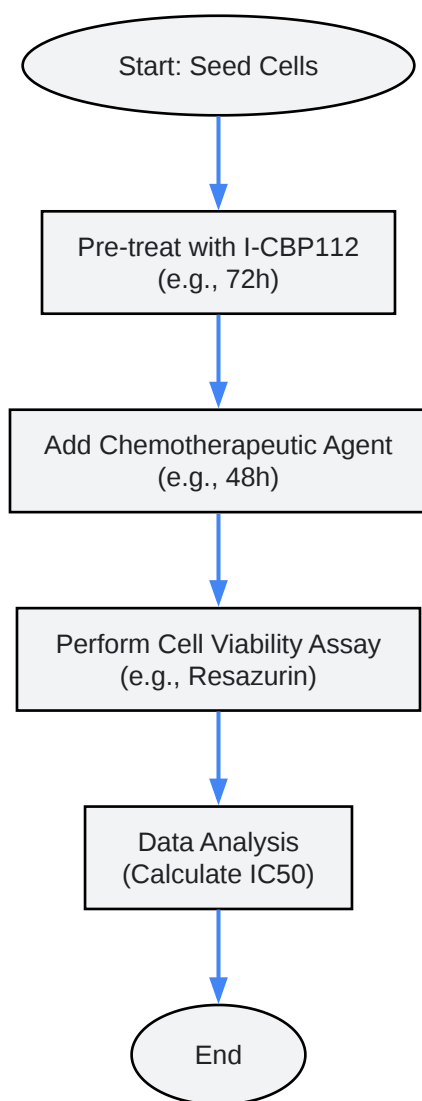 Start: Seed Cells
Pre-treat with I-CBP112
(e.g., 72h)
Add Chemotherapeutic Agent
(e.g., 48h)
Perform Cell Viability Assay
(e.g., Resazurin)
Data Analysis
(Calculate IC50)
End